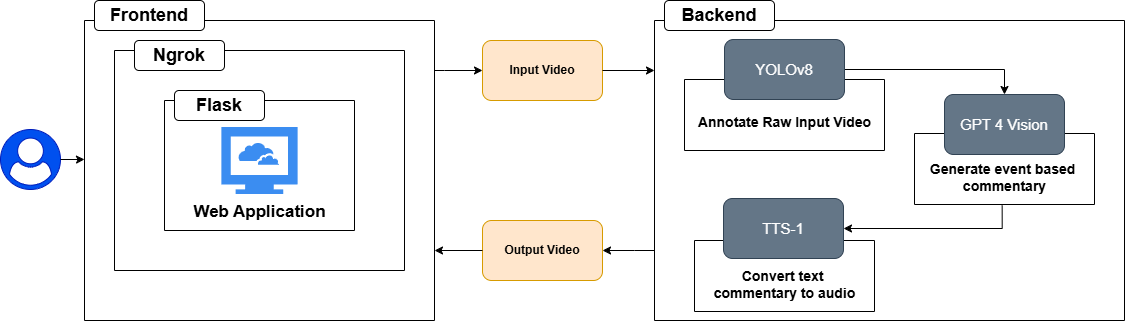 Frontend
Ngrok
Flask
Web Application
Input Video
Output Video
Backend
YOLOv8
Annotate Raw Input Video
GPT 4 Vision
Generate event based
commentary
TTS-1
Convert text
commentary to audio